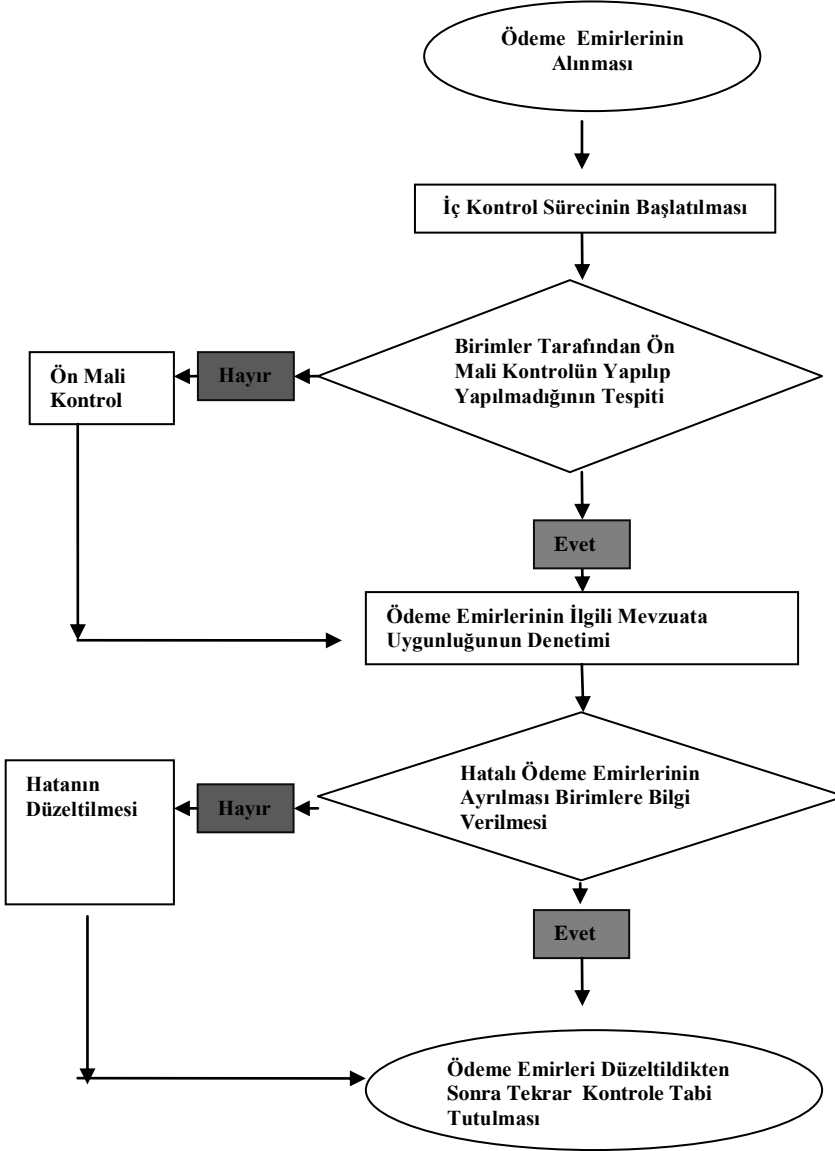 Ödeme Emirlerinin
Alınması
İç Kontrol Sürecinin Başlatılması
Birimler Tarafından Ön
Mali Kontrolün Yapılıp
Yapılmadığının Tespiti
Hayır
Ön Mali
Kontrol
Evet
Ödeme Emirlerinin İlgili Mevzuata
Uygunluğunun Denetimi
Hatalı Ödeme Emirlerinin
Ayrılması Birimlere Bilgi
Verilmesi
Hayır
Hatanın
Düzeltilmesi
Evet
Ödeme Emirleri Düzeltildikten
Sonra Tekrar Kontrole Tabi
Tutulması